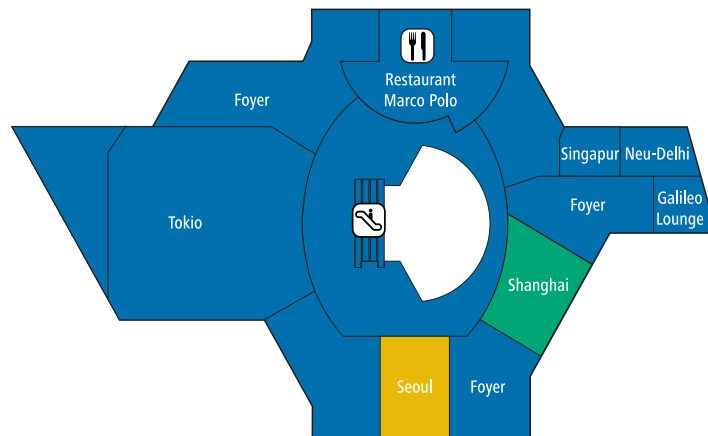 Restaurant
Marco Polo
Foyer
Singapur
Neu-Delhi
Tokio
Foyer
Galileo
Lounge
Shanghai
Seoul
Foyer